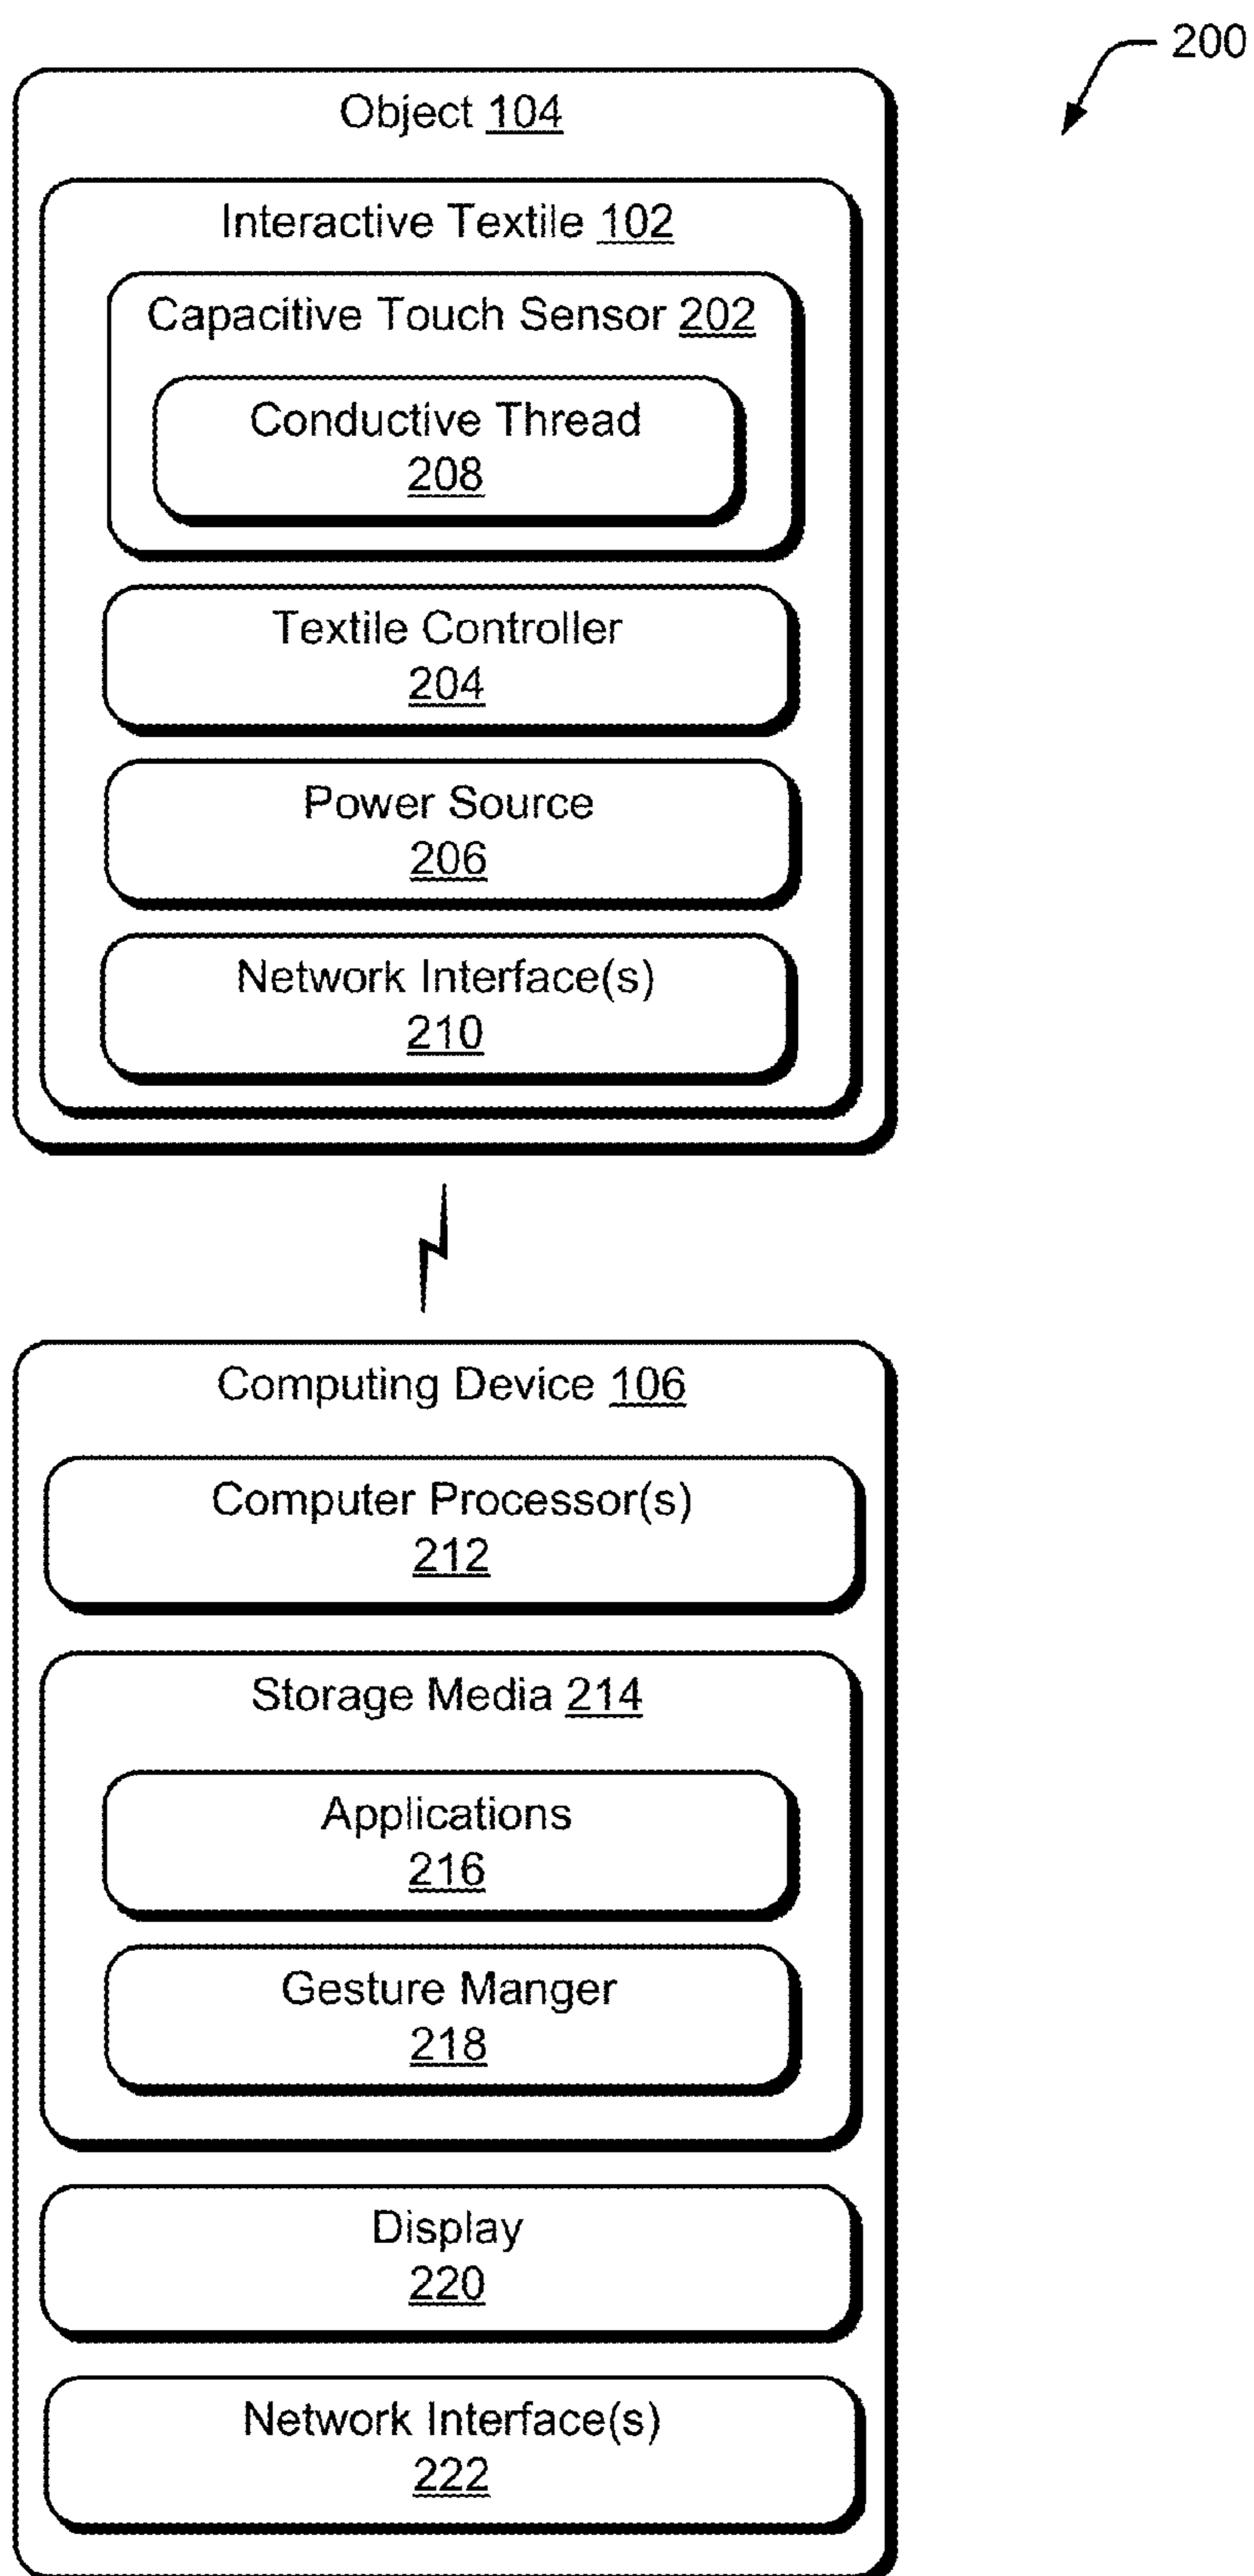 200
Object 104
Interactive Textile 102
Capacitive Touch Sensor 202
Conductive Thread
208
Textile Controller
204
Power Source
206
Network Interface(s)
210
Computing Device 106
Computer Processor(s)
212
Storage Media 214
Applications
216
Gesture Manger
218
Display
220
Network Interface(s)
222